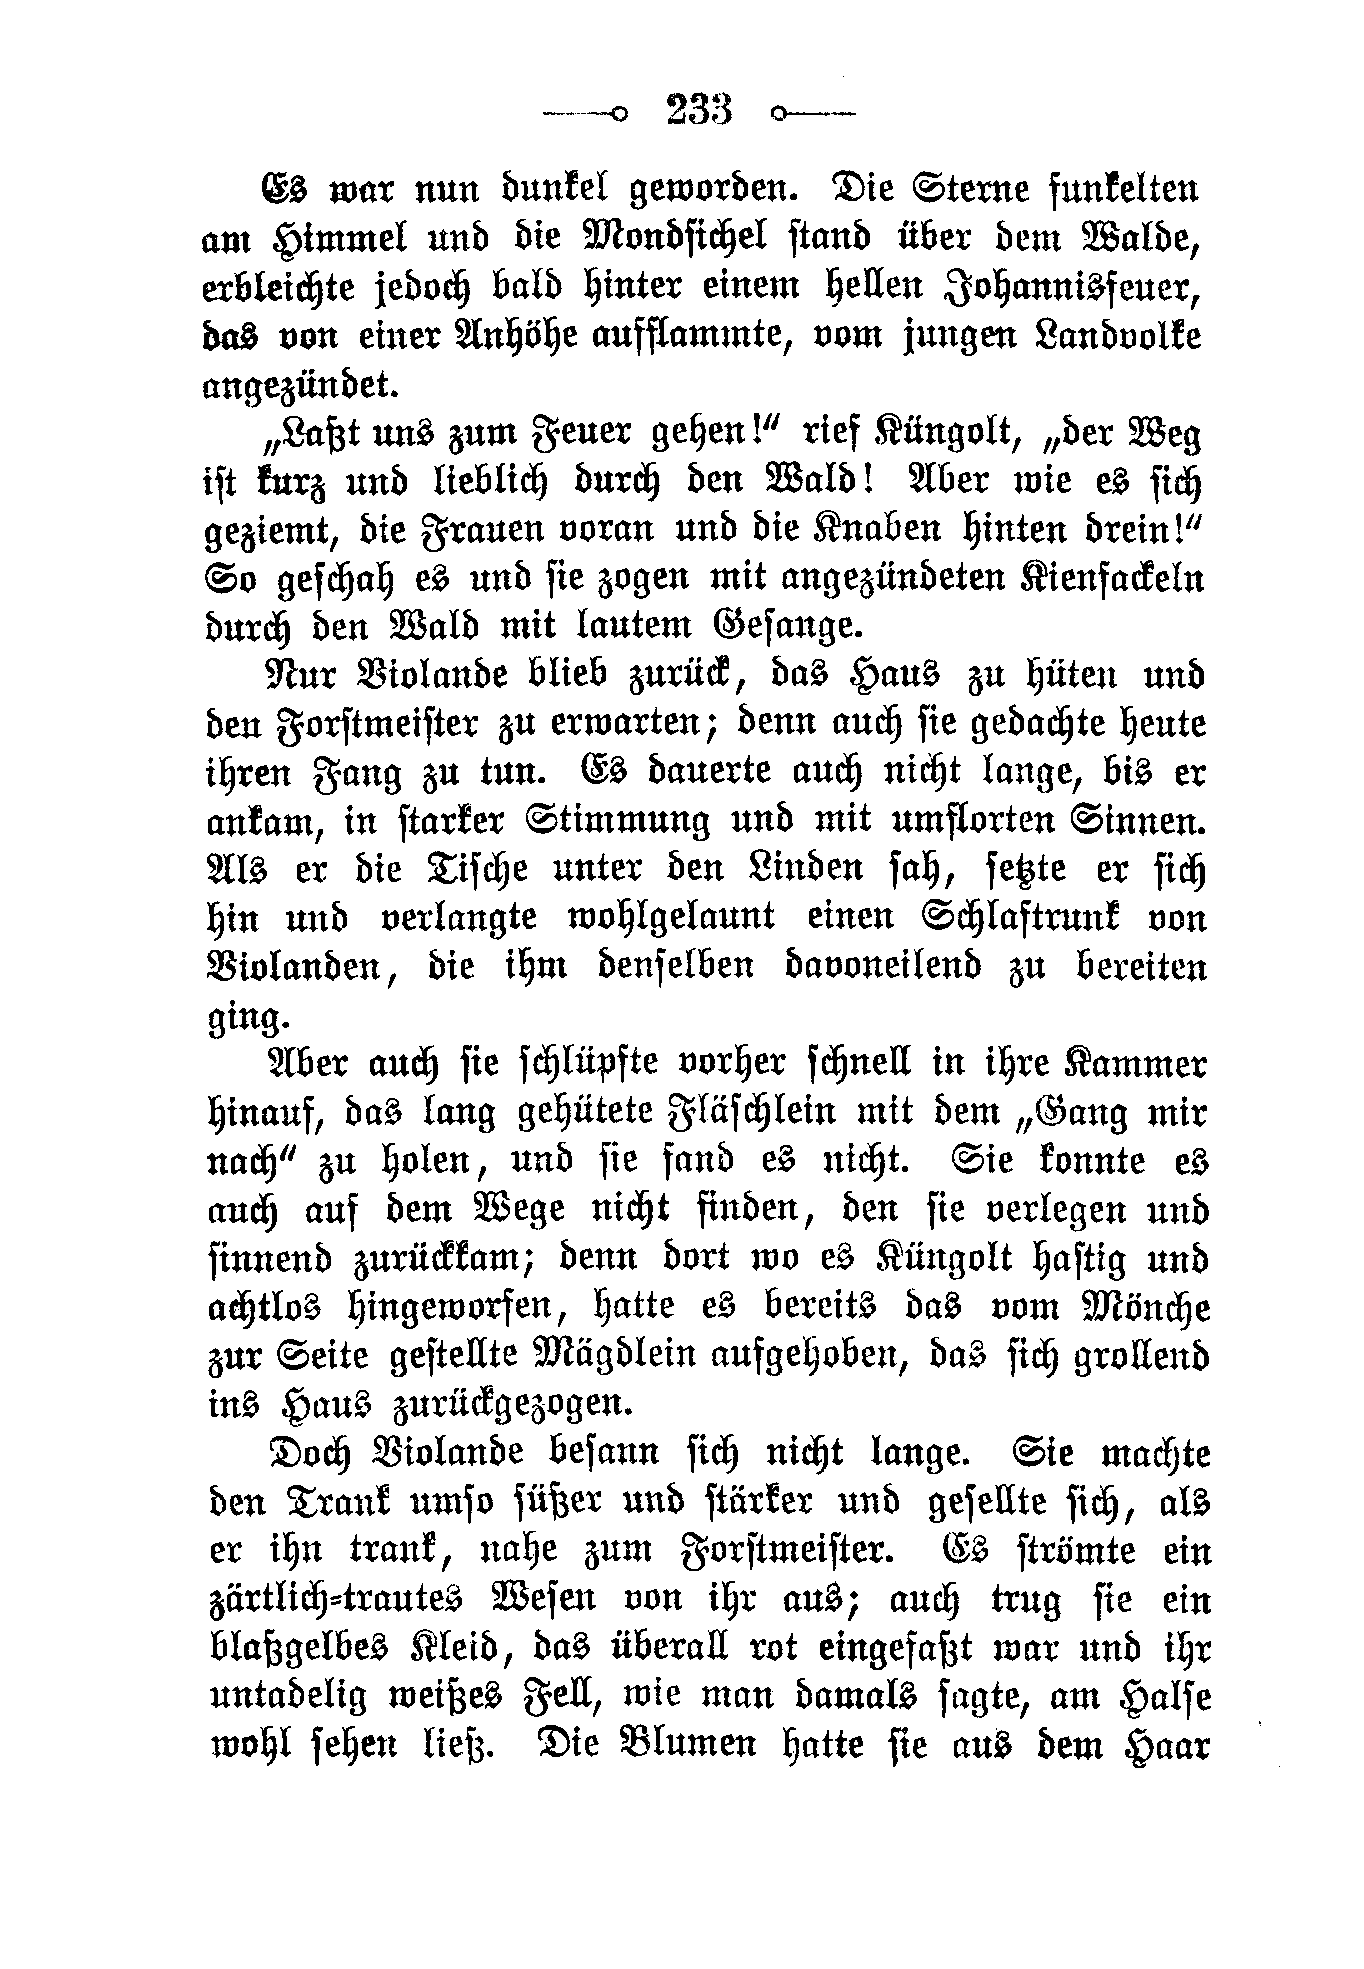 233
Es war nun dunkel geworden. Die Sterne funkelten
am Himmel und die Mondsichel stand über dem Walde,
erbleichte jedoch bald hinter einem hellen Johannisfeuer,
das von einer Anhöhe aufflammte, vom jungen Landvolke
angezündet.
„Laßt uns zum Feuer gehen!“ rief Küngolt, „der Weg
ist kurz und lieblich durch den Wald! Aber wie es sich
geziemt, die Frauen voran und die Knaben hinten drein!“
So geschah es und sie zogen mit angezündeten Kienfackeln
durch den Wald mit lautem Gesange.
Nur Violande blieb zurück, das Haus zu hüten und
den Forstmeister zu erwarten; denn auch sie gedachte heute
ihren Fang zu tun. Es dauerte auch nicht lange, bis er
ankam, in starker Stimmung und mit umflorten Sinnen.
Als er die Tische unter den Linden sah, setzte er sich
hin und verlangte wohlgelaunt einen Schlaftrunk von
Violanden, die ihm denselben davoneilend zu bereiten
ging.
Aber auch sie schlüpfte vorher schnell in ihre Kammer
hinauf, das lang gehütete Fläschlein mit dem „Gang mir
nach“ zu holen, und sie fand es nicht. Sie konnte es
auch auf dem Wege nicht finden, den sie verlegen und
sinnend zurückkam; denn dort wo es Küngolt hastig und
achtlos hingeworfen, hatte es bereits das vom Mönche
zur Seite gestellte Mägdlein aufgehoben, das sich grollend
ins Haus zurückgezogen.
Doch Violande besann sich nicht lange. Sie machte
den Trank umso süßer und stärker und gesellte sich, als
er ihn trank, nahe zum Forstmeister. Es strömte ein
zärtlich-trautes Wesen von ihr aus; auch trug sie ein
blaßgelbes Kleid, das überall rot eingefaßt war und ihr
untadelig weißes Fell, wie man damals sagte, am Halse
wohl sehen ließ. Die Blumen hatte sie aus dem Haar